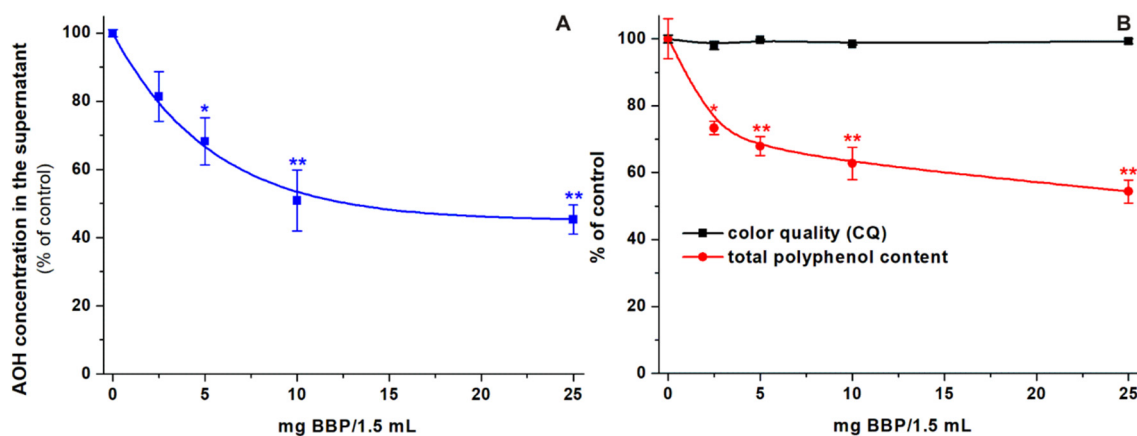 A
AOH concentration in the supernatant
(% of control)
100
80
60
40
20
0
*
**
**
0 5 10 15 20 25
mg BBP/1.5 mL
B
% of control
100
80
60
40
20
0
*
**
**
**
color quality (CQ)
total polyphenol content
0 5 10 15 20 25
mg BBP/1.5 mL